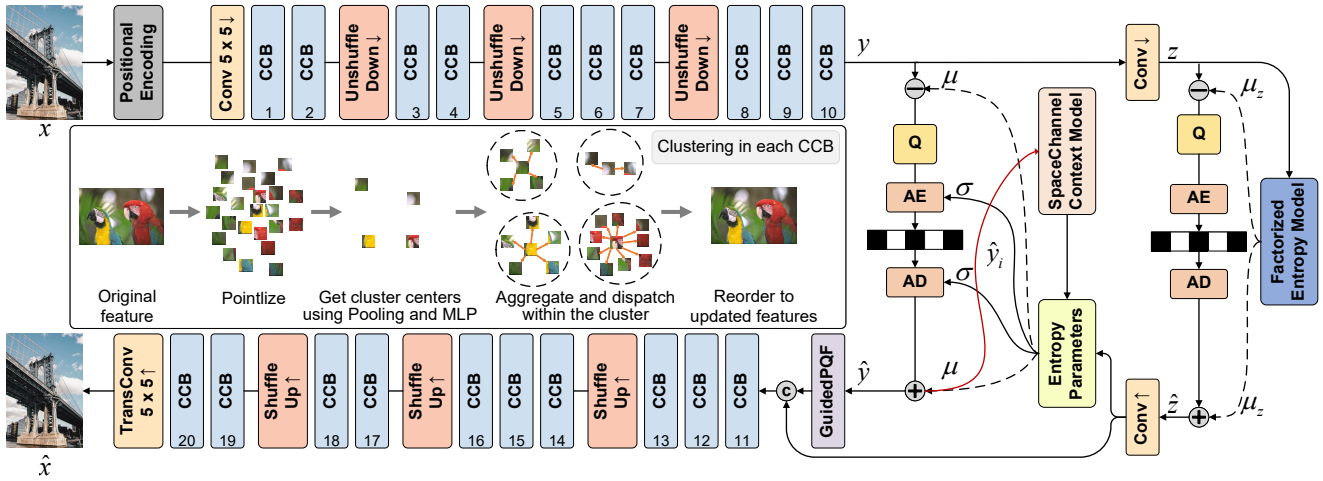 x
Positional
Encoding
Conv 5 x 5↓
CCB
1
CCB
2
Unshuffle
Down↓
CCB
3
CCB
4
Unshuffle
Down↓
CCB
5
CCB
6
CCB
7
Unshuffle
Down↓
CCB
8
CCB
9
CCB
10
y
μ
−
Q
AE
σ
AD
σ
ŷi
μ
+
SpaceChannel
Context Model
Entropy
Parameters
Conv↓
z
μz
−
Q
AE
AD
Factorized
Entropy Model
μz
+
ẑ
Conv↑
Clustering in each CCB
Original
feature
Pointlize
Get cluster centers
using Pooling and MLP
Aggregate and dispatch
within the cluster
Reorder to
updated features
x̂
TransConv
5 x 5↑
CCB
20
CCB
19
Shuffle
Up↑
CCB
18
CCB
17
Shuffle
Up↑
CCB
16
CCB
15
CCB
14
Shuffle
Up↑
CCB
13
CCB
12
CCB
11
c
GuidedPQF
ŷ